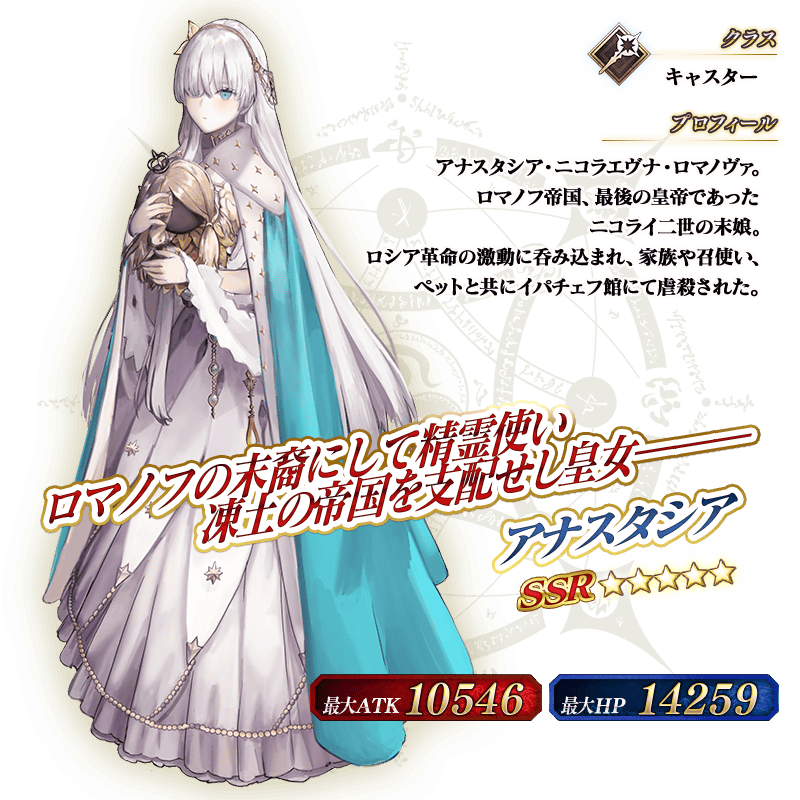 クラス
キャスター
プロフィール
アナスタシア・ニコラエヴナ・ロマノヴァ。
ロマノフ帝国、最後の皇帝であった
ニコライ二世の末娘。
ロシア革命の激動に呑み込まれ、家族や召使い、
ペットと共にイパチェフ館にて虐殺された。
ロマノフの末裔にして精霊使い
凍土の帝国を支配せし皇女――
アナスタシア
SSR☆☆☆☆☆
最大ATK 10546
最大HP 14259